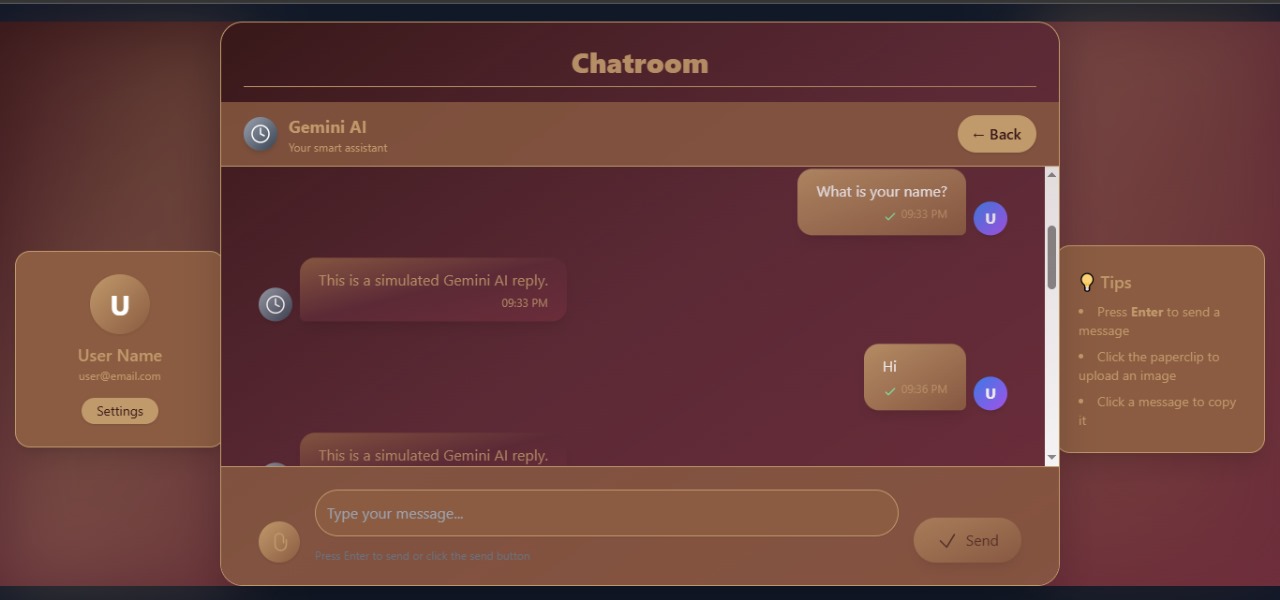 Chatroom
Gemini AI
Your smart assistant
← Back
What is your name?
09:33 PM
U
This is a simulated Gemini AI reply.
09:33 PM
Hi
09:36 PM
U
This is a simulated Gemini AI reply.
Type your message...
Press Enter to send or click the send button
Send
U
User Name
user@email.com
Settings
Tips
• Press Enter to send a
message
• Click the paperclip to
upload an image
• Click a message to copy
it